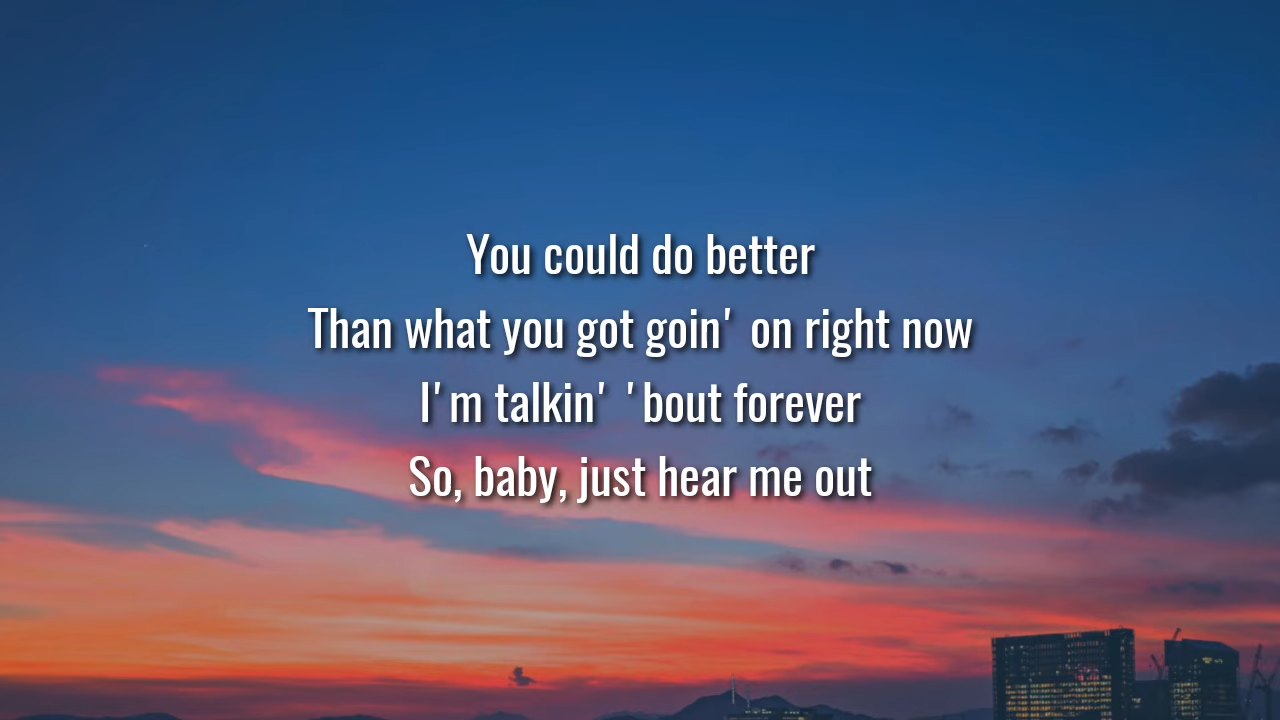 You could do better
Than what you got goin' on right now
I'm talkin' 'bout forever
So, baby, just hear me out